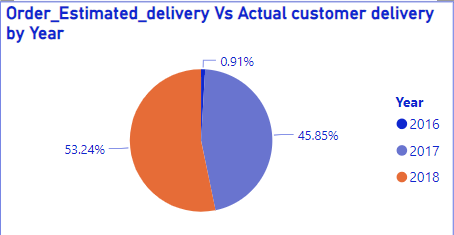 Order_Estimated_delivery Vs Actual customer delivery
by Year
0.91%
45.85%
53.24%
Year
2016
2017
2018